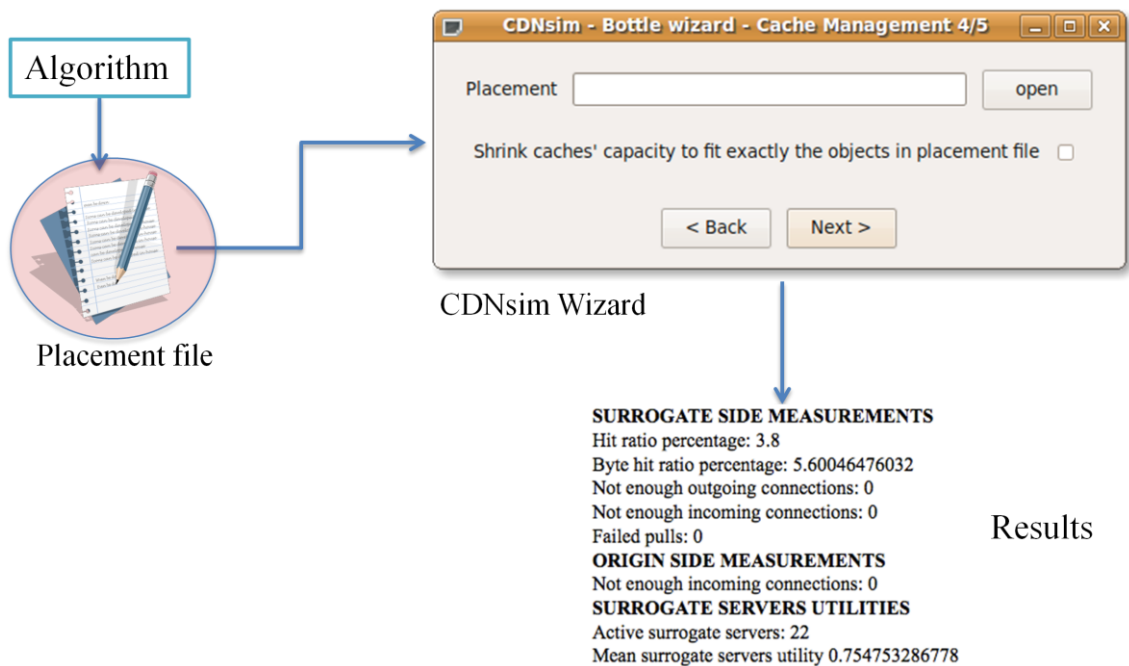 Algorithm
Placement file
CDNsim - Bottle wizard - Cache Management 4/5
Placement
open
Shrink caches' capacity to fit exactly the objects in placement file
< Back
Next >
CDNsim Wizard
SURROGATE SIDE MEASUREMENTS
Hit ratio percentage: 3.8
Byte hit ratio percentage: 5.60046476032
Not enough outgoing connections: 0
Not enough incoming connections: 0
Failed pulls: 0
ORIGIN SIDE MEASUREMENTS
Not enough incoming connections: 0
SURROGATE SERVERS UTILITIES
Active surrogate servers: 22
Mean surrogate servers utility 0.754753286778
Results